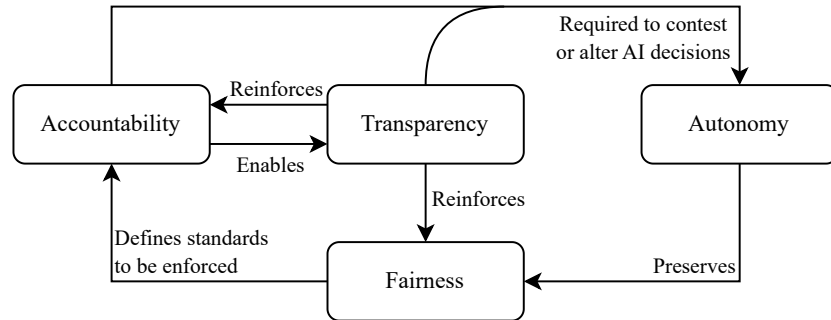 Required to contest
or alter AI decisions
Reinforces
Accountability
Transparency
Autonomy
Enables
Reinforces
Defines standards
to be enforced
Fairness
Preserves